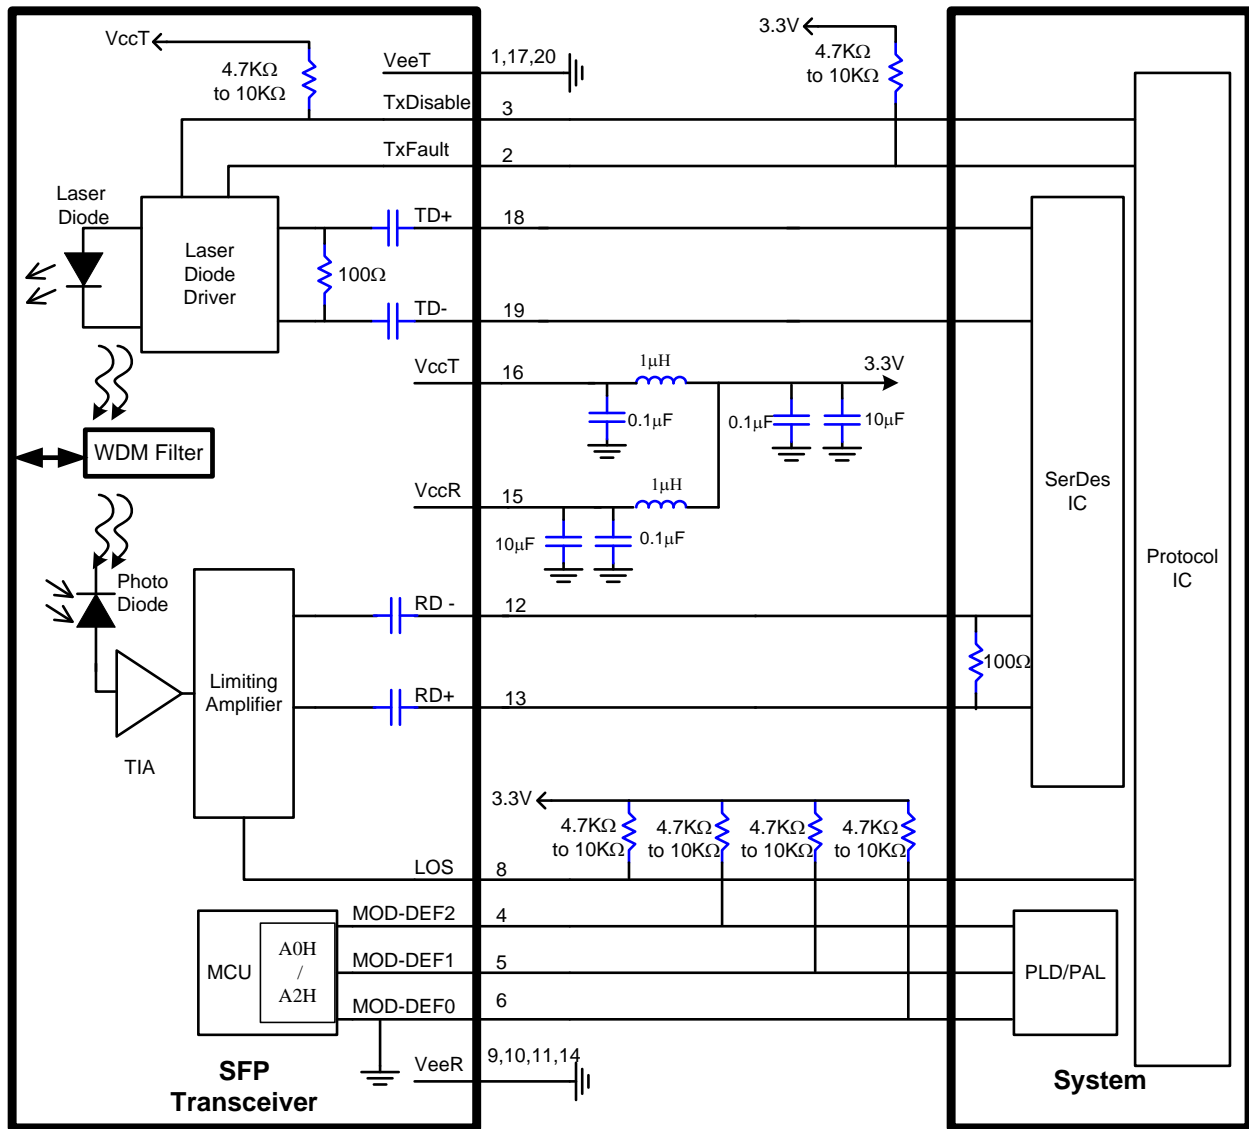 VccT
4.7KΩ
to 10KΩ
VeeT
1,17,20
3.3V
4.7KΩ
to 10KΩ
TxDisable
3
TxFault
2
Laser
Diode
Laser
Diode
Driver
100Ω
TD+
18
TD-
19
VccT
16
1μH
3.3V
0.1μF
0.1μF
10μF
WDM Filter
VccR
15
1μH
10μF
0.1μF
SerDes
IC
Protocol
IC
Photo
Diode
RD -
12
100Ω
Limiting
Amplifier
RD+
13
TIA
3.3V
4.7KΩ
to 10KΩ
4.7KΩ
to 10KΩ
4.7KΩ
to 10KΩ
4.7KΩ
to 10KΩ
LOS
8
MOD-DEF2
4
MCU
A0H
/
A2H
MOD-DEF1
5
PLD/PAL
MOD-DEF0
6
VeeR
9,10,11,14
SFP
Transceiver
System